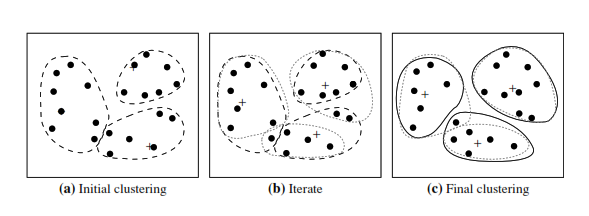 (a) Initial clustering
(b) Iterate
(c) Final clustering